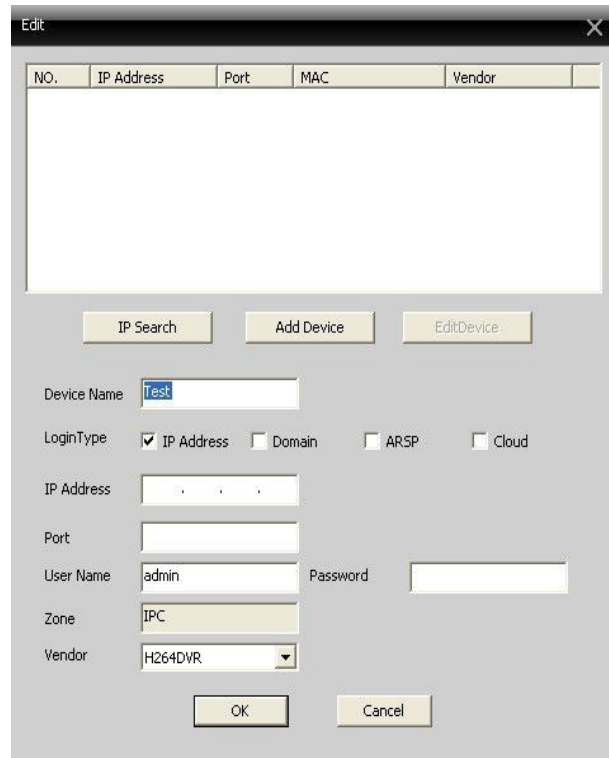 Edit
NO. IP Address Port MAC Vendor
IP Search Add Device EditDevice
Device Name Test
LoginType IP Address Domain ARSP Cloud
IP Address . . .
Port
User Name admin Password
Zone IPC
Vendor H264DVR
OK Cancel